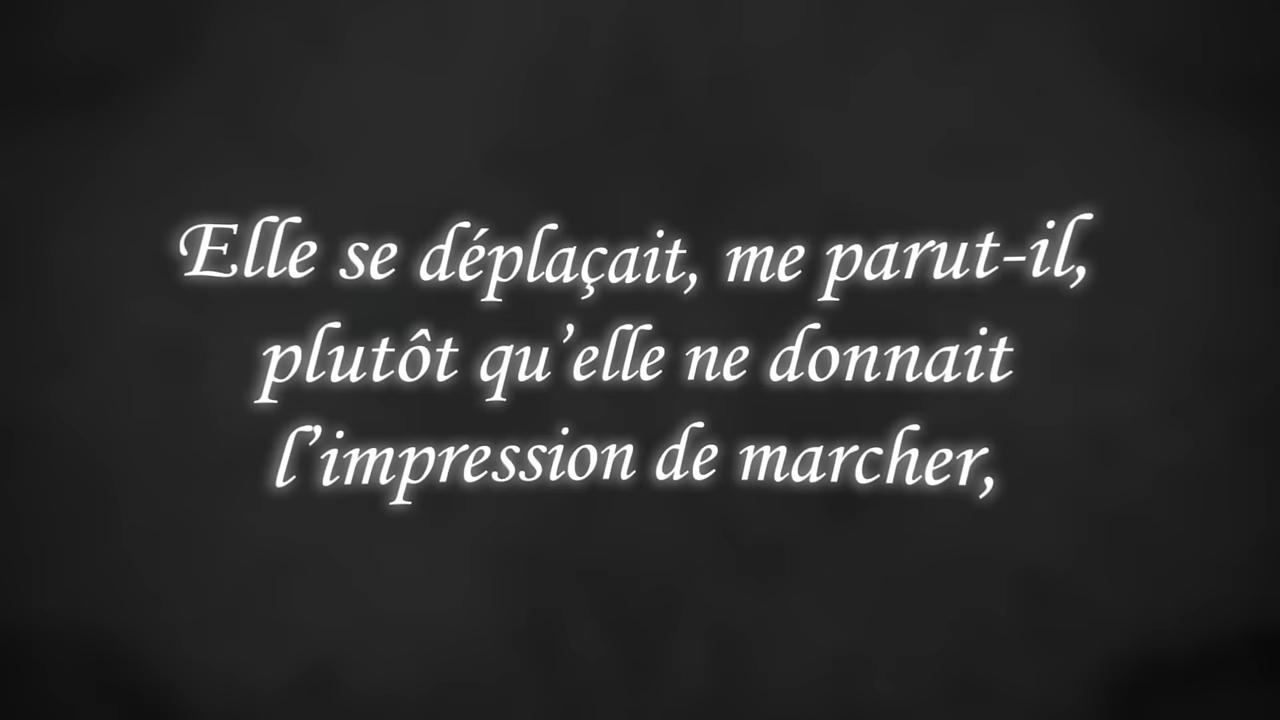 Elle se déplaçait, me parut-il,
plutôt qu’elle ne donnait
l’impression de marcher,